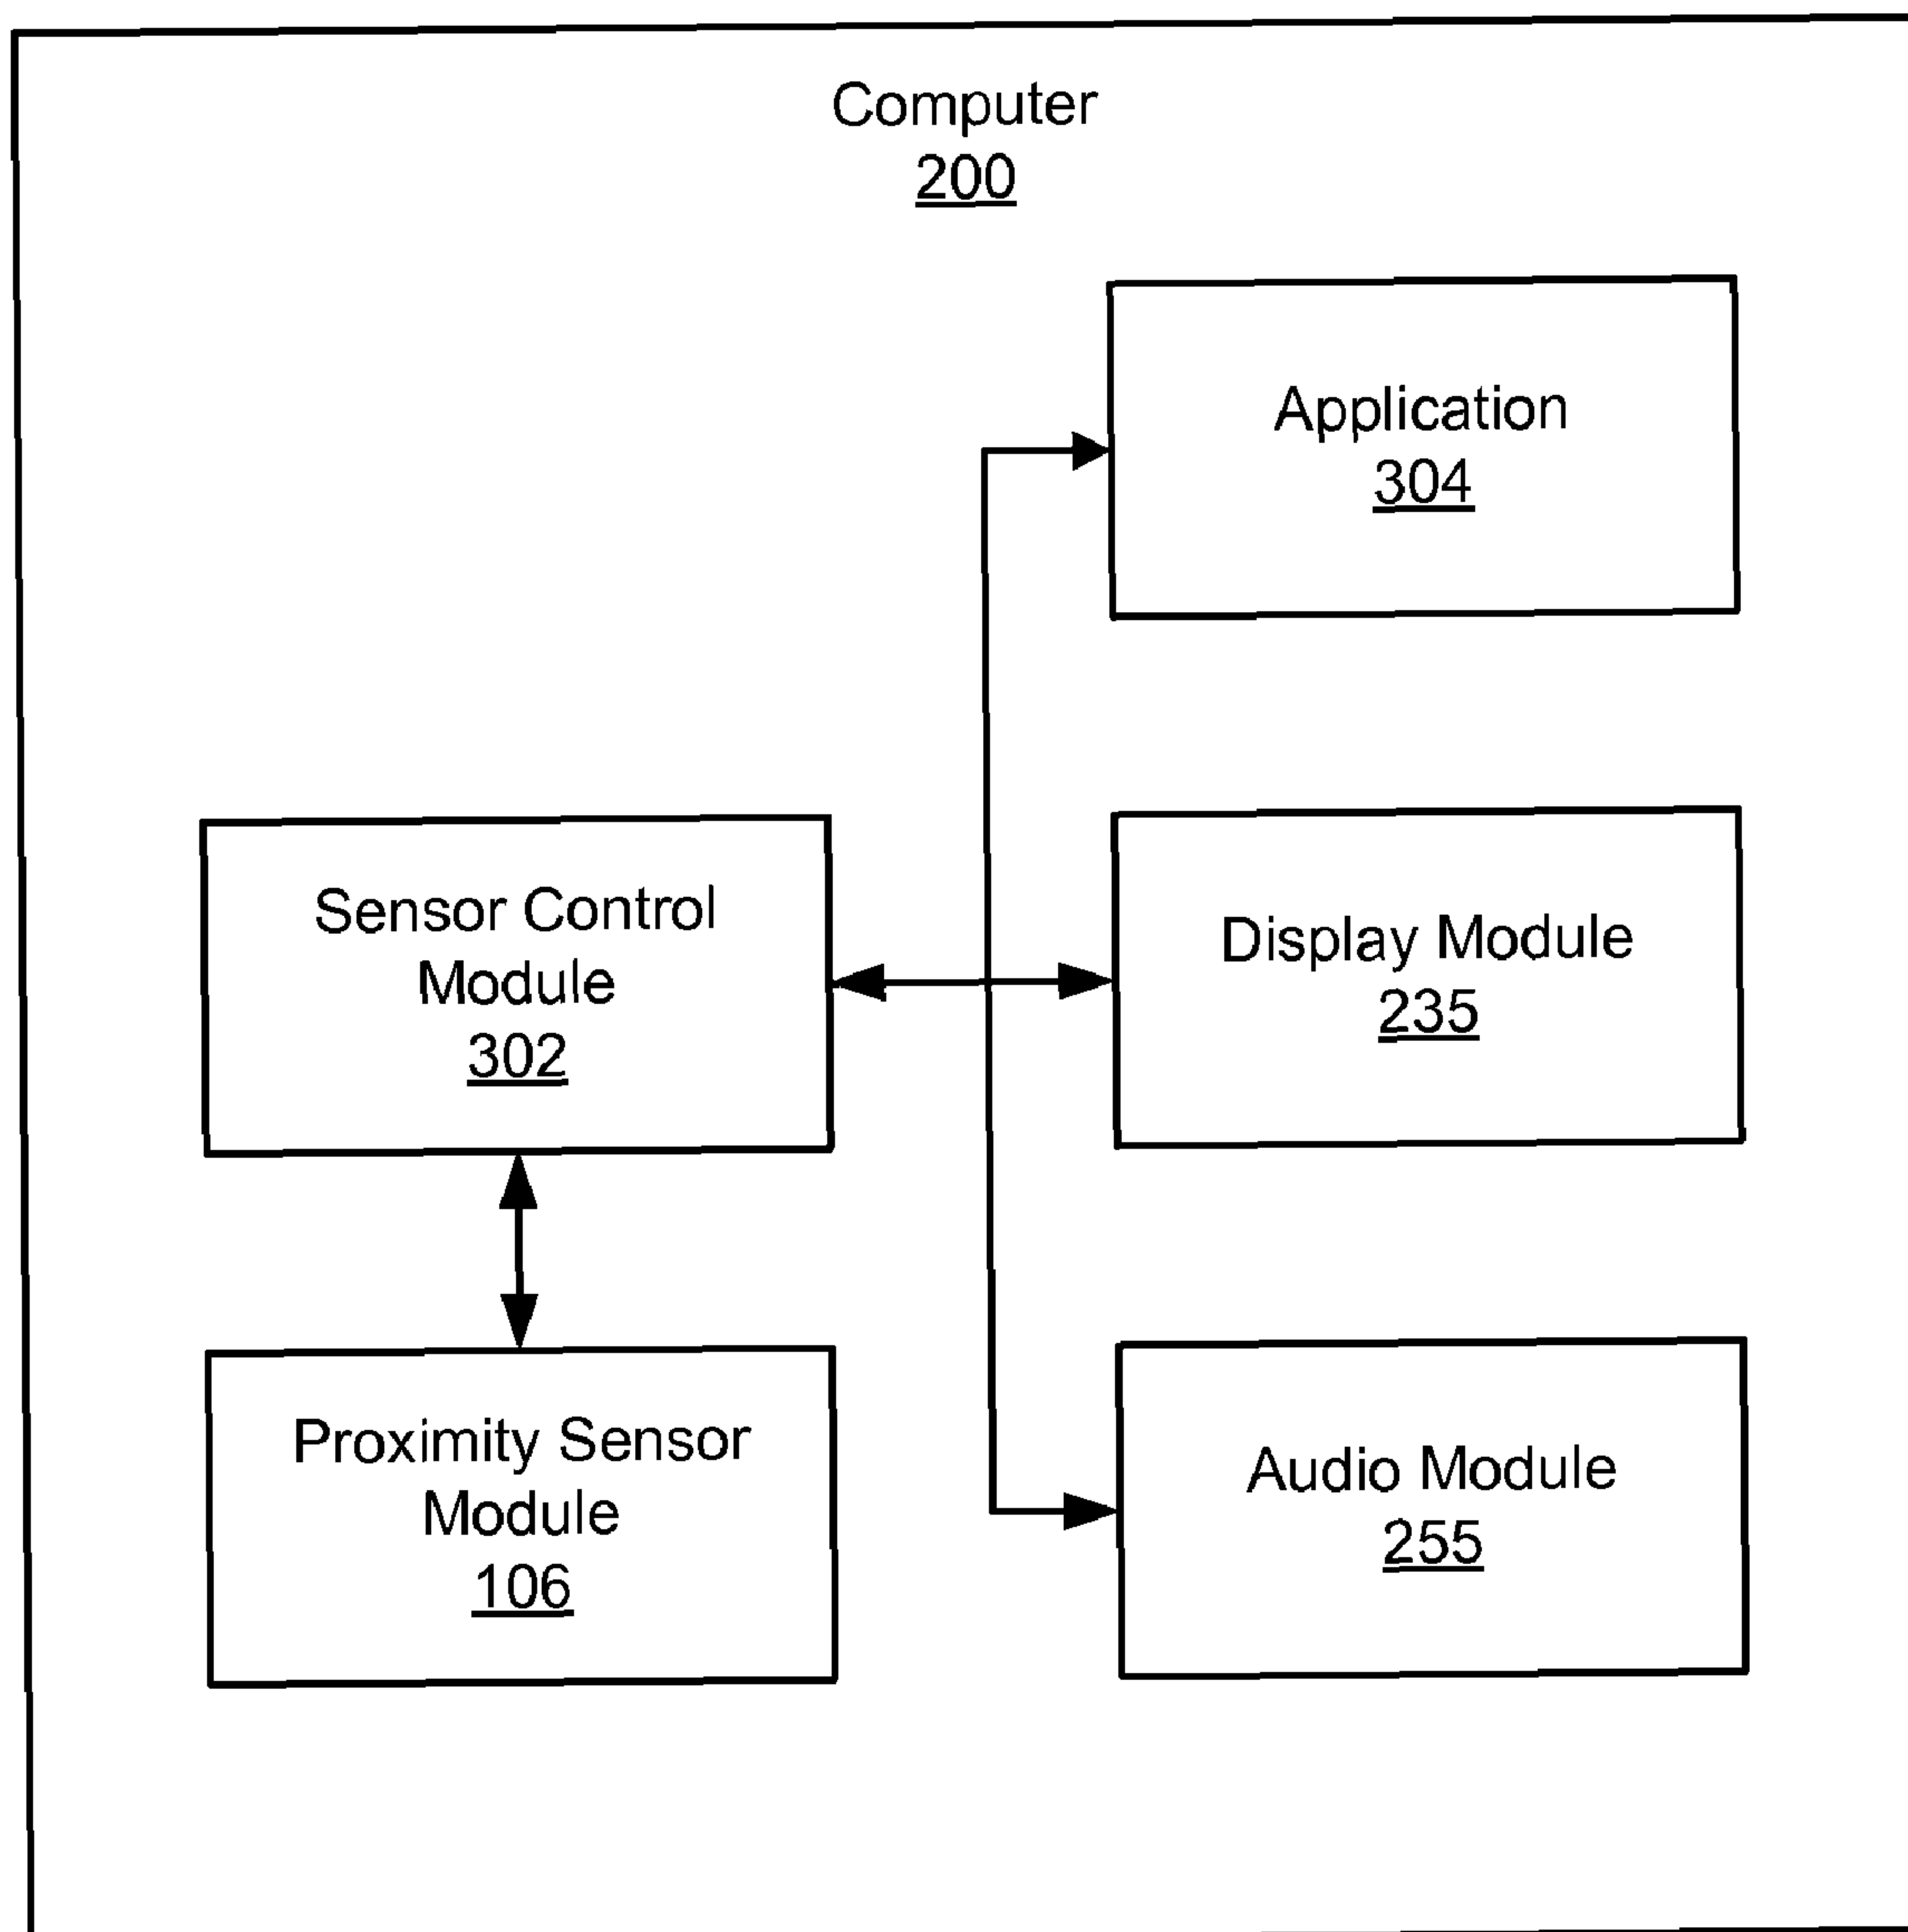 Computer
200
Application
304
Sensor Control
Module
302
Display Module
235
Proximity Sensor
Module
106
Audio Module
255